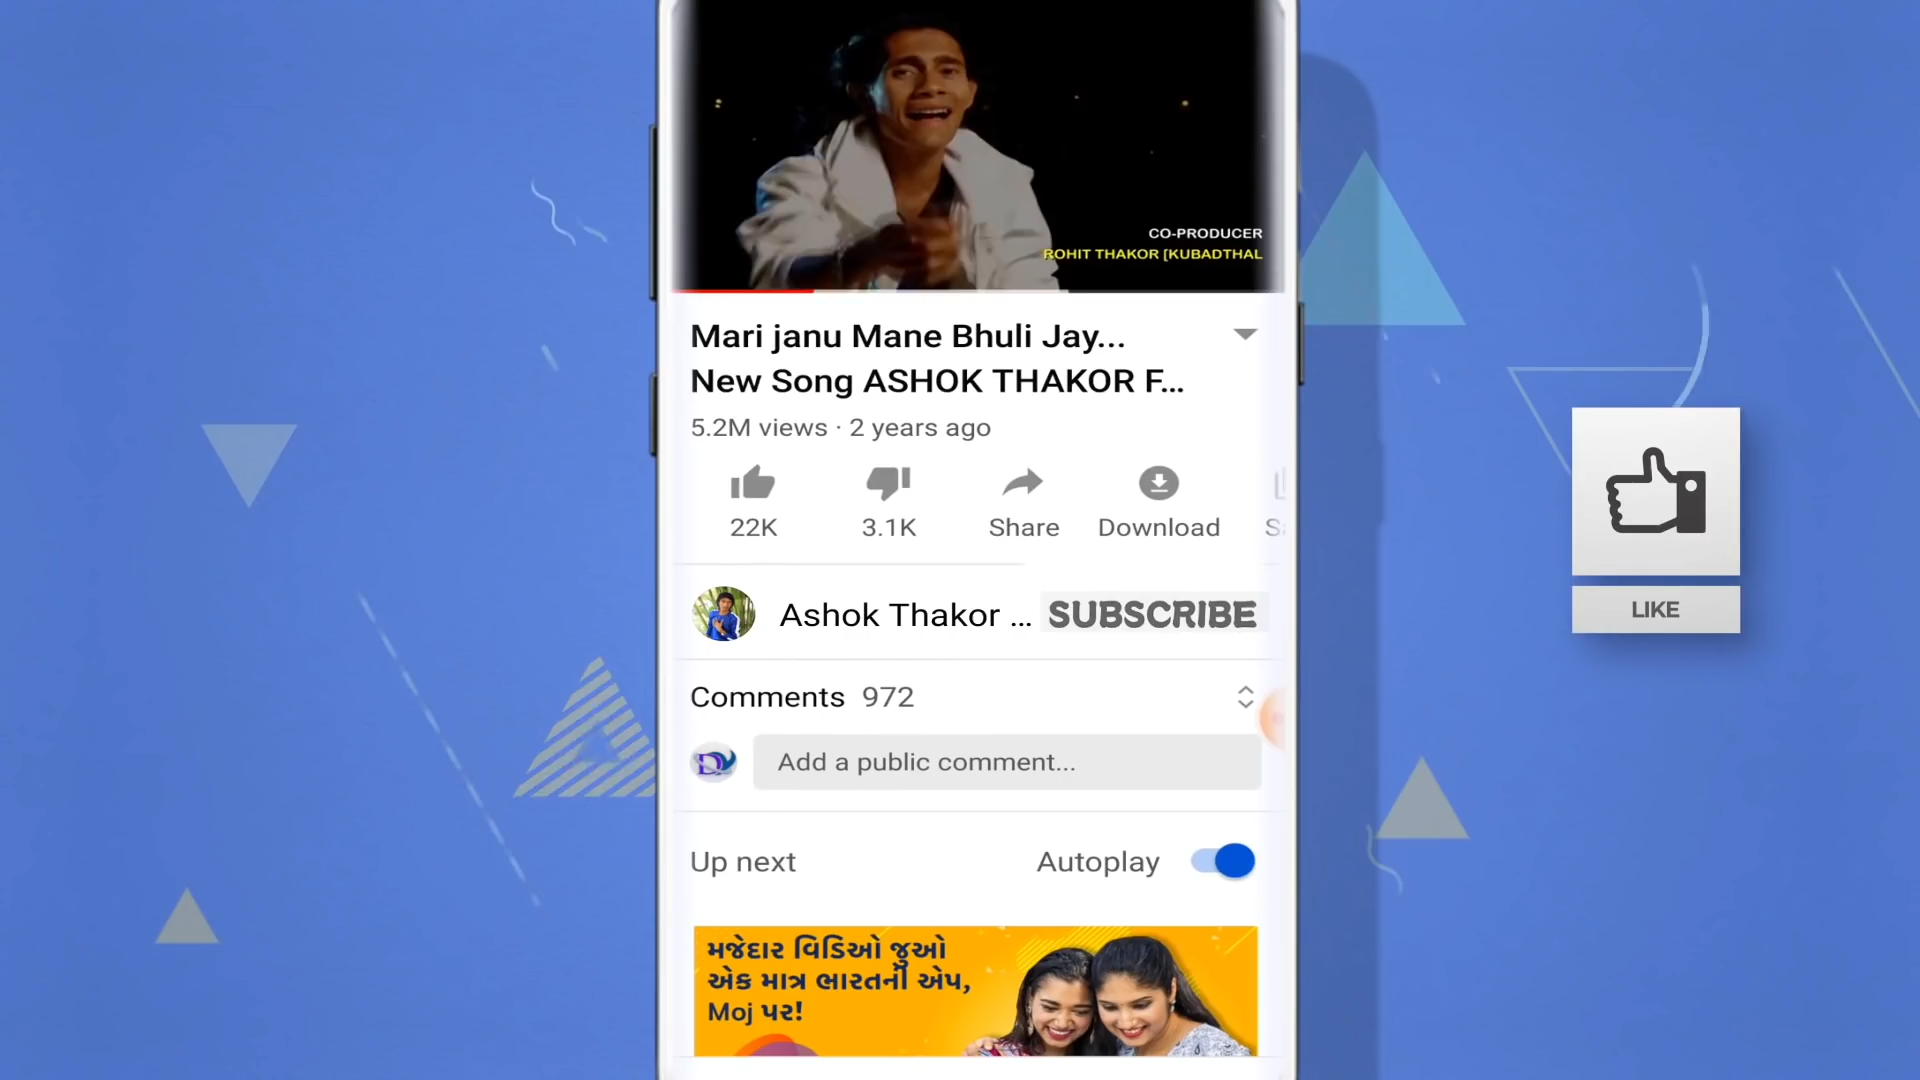 CO-PRODUCER
ROHIT THAKOR [KUBADTHAL
Mari janu Mane Bhuli Jay...
New Song ASHOK THAKOR F...
5.2M views · 2 years ago
22K
3.1K
Share
Download
Ashok Thakor ...
SUBSCRIBE
LIKE
Comments 972
Add a public comment...
Up next
Autoplay
મજેદાર વિડિઓ જુઓ
એક માત્ર ભારતની એપ,
Moj પર!